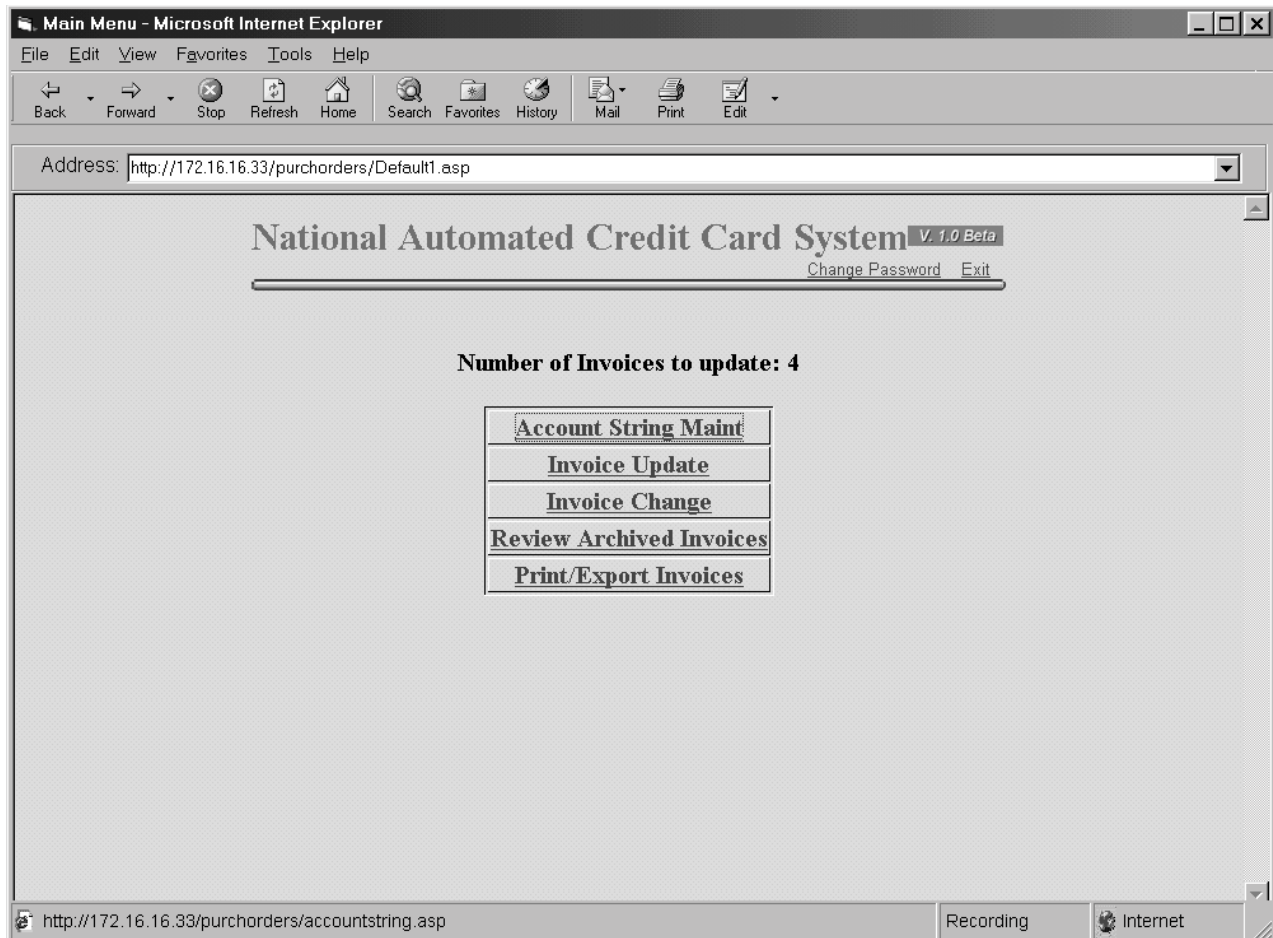 Main Menu - Microsoft Internet Explorer
File Edit View Favorites Tools Help
Back Forward Stop Refresh Home Search Favorites History Mail Print Edit
Address: http://172.16.16.33/purchorders/Default1.asp
National Automated Credit Card System V. 1.0 Beta
Change Password Exit
Number of Invoices to update: 4
Account String Maint
Invoice Update
Invoice Change
Review Archived Invoices
Print/Export Invoices
http://172.16.16.33/purchorders/accountstring.asp Recording Internet